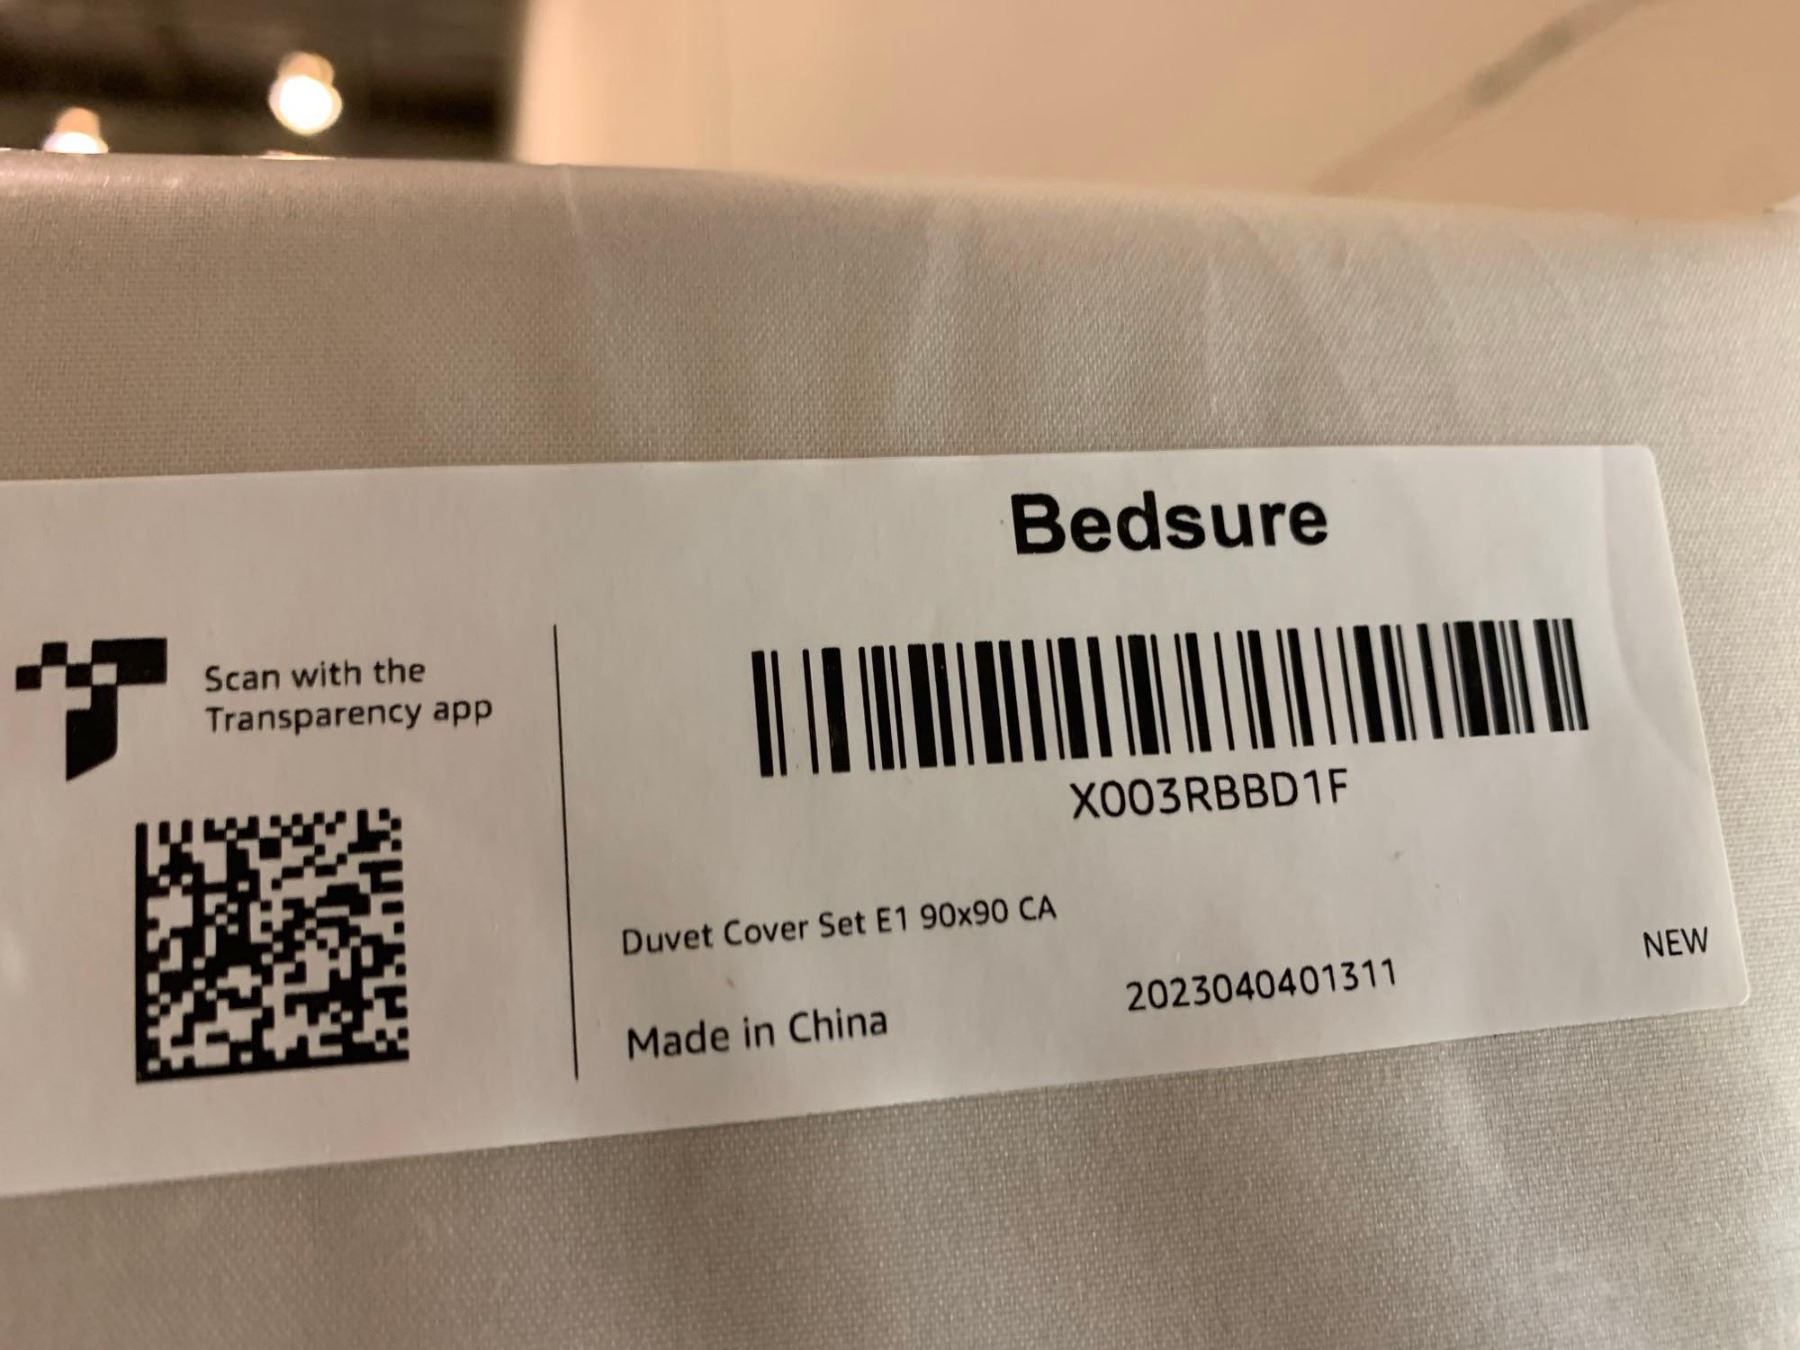 Bedsure
Scan with the
Transparency app
X003RBBD1F
Duvet Cover Set E1 90x90 CA
Made in China
2023040401311
NEW